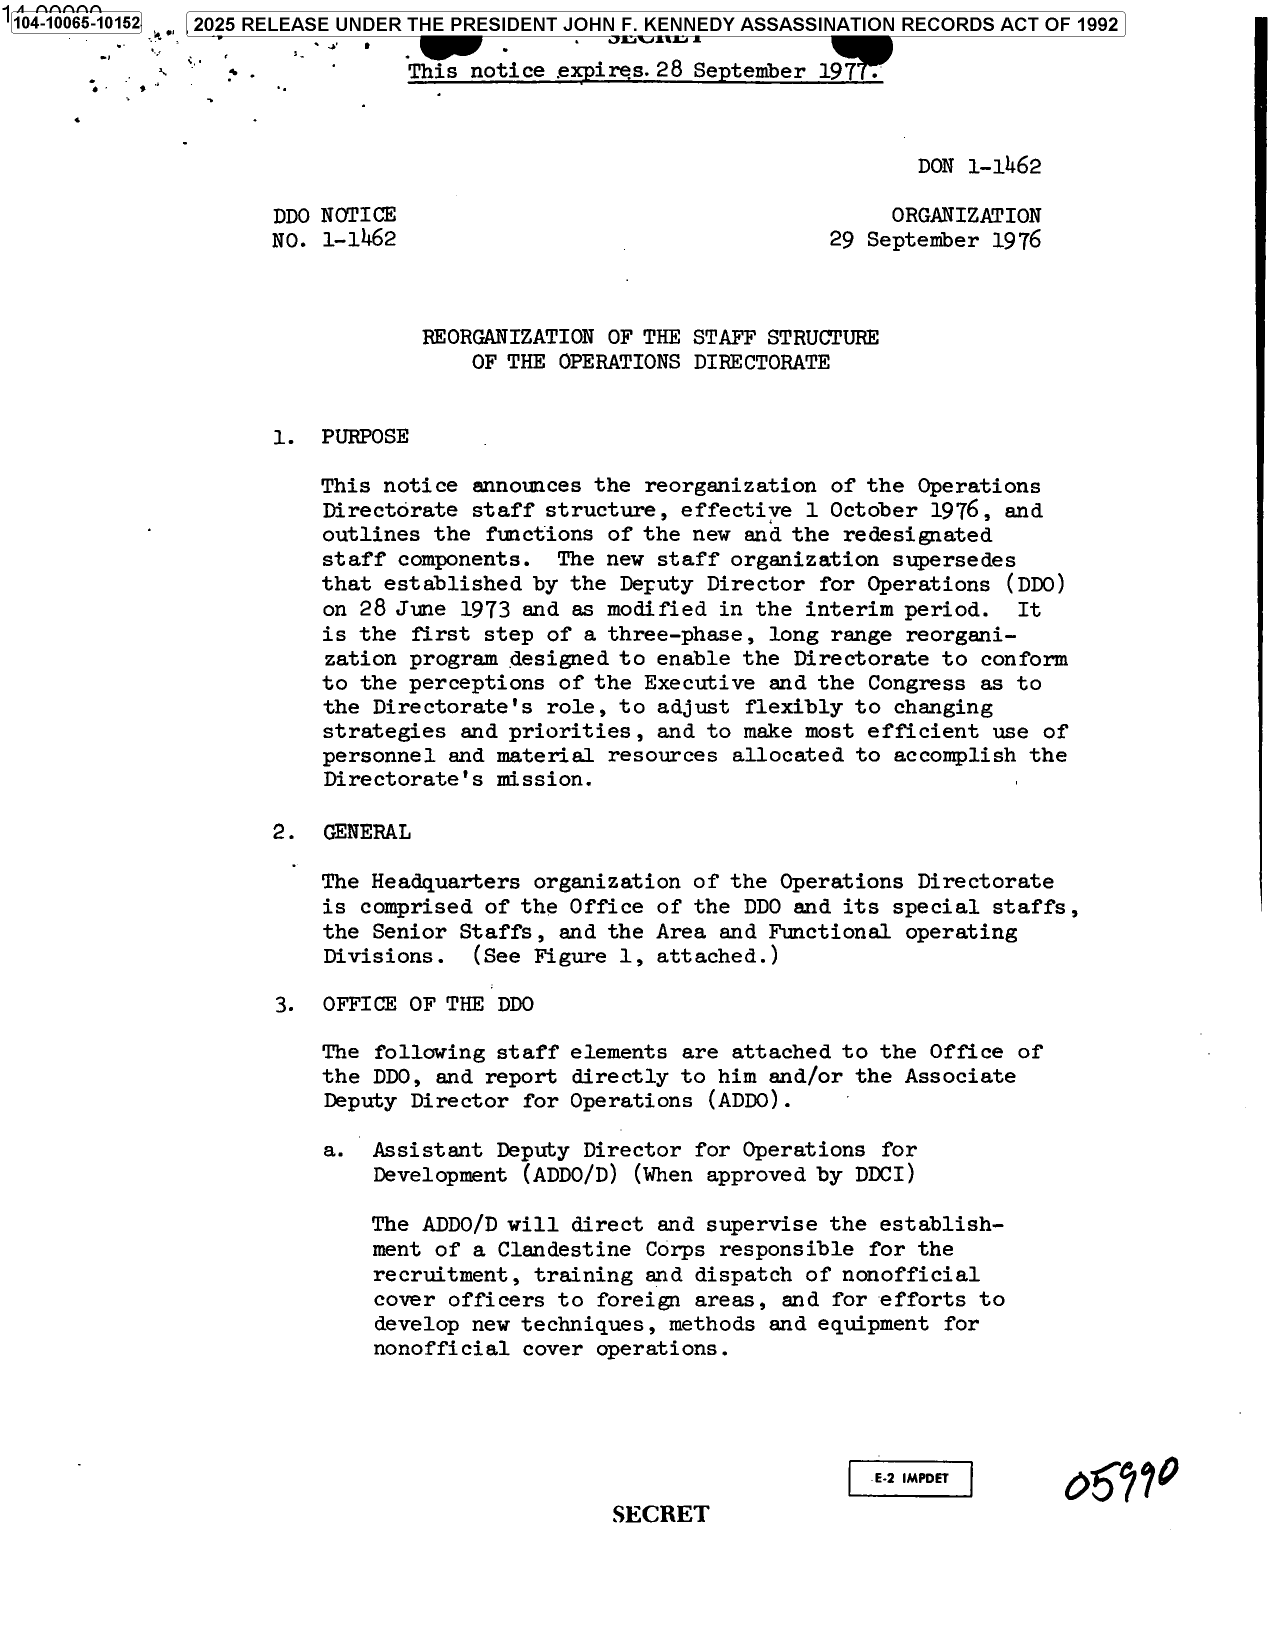 104-10065-10152
2025 RELEASE UNDER THE PRESIDENT JOHN F. KENNEDY ASSASSINATION RECORDS ACT OF 1992
SECRET
This notice expires 28 September 1977.
DON 1-1462
DDO NOTICE ORGANIZATION
NO. 1-1462 29 September 1976
REORGANIZATION OF THE STAFF STRUCTURE
OF THE OPERATIONS DIRECTORATE
1. PURPOSE
This notice announces the reorganization of the Operations
Directorate staff structure, effective 1 October 1976, and
outlines the functions of the new and the redesignated
staff components. The new staff organization supersedes
that established by the Deputy Director for Operations (DDO)
on 28 June 1973 and as modified in the interim period. It
is the first step of a three-phase, long range reorgani-
zation program designed to enable the Directorate to conform
to the perceptions of the Executive and the Congress as to
the Directorate's role, to adjust flexibly to changing
strategies and priorities, and to make most efficient use of
personnel and material resources allocated to accomplish the
Directorate's mission.
2. GENERAL
The Headquarters organization of the Operations Directorate
is comprised of the Office of the DDO and its special staffs,
the Senior Staffs, and the Area and Functional operating
Divisions. (See Figure 1, attached.)
3. OFFICE OF THE DDO
The following staff elements are attached to the Office of
the DDO, and report directly to him and/or the Associate
Deputy Director for Operations (ADDO).
a. Assistant Deputy Director for Operations for
Development (ADDO/D) (When approved by DDCI)
The ADDO/D will direct and supervise the establish-
ment of a Clandestine Corps responsible for the
recruitment, training and dispatch of nonofficial
cover officers to foreign areas, and for efforts to
develop new techniques, methods and equipment for
nonofficial cover operations.
E-2 IMPDET
05990
SECRET